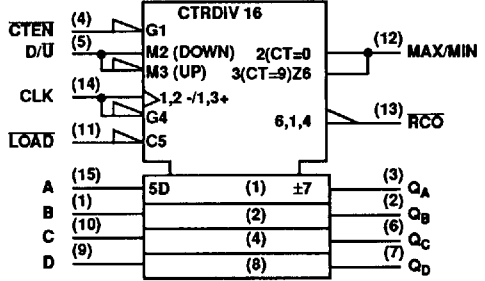 CTRDIV 16
CTEN (4) G1
D/U (5) M2 (DOWN) 2(CT=0 (12) MAX/MIN
M3 (UP) 3(CT=9)Z6
CLK (14) 1,2 -/1,3+
G4 6,1,4 (13) RCO
LOAD (11) C5
A (15) 5D (1) ±7 (3) QA
B (1) (2) (2) QB
C (10) (4) (6) QC
D (9) (8) (7) QD